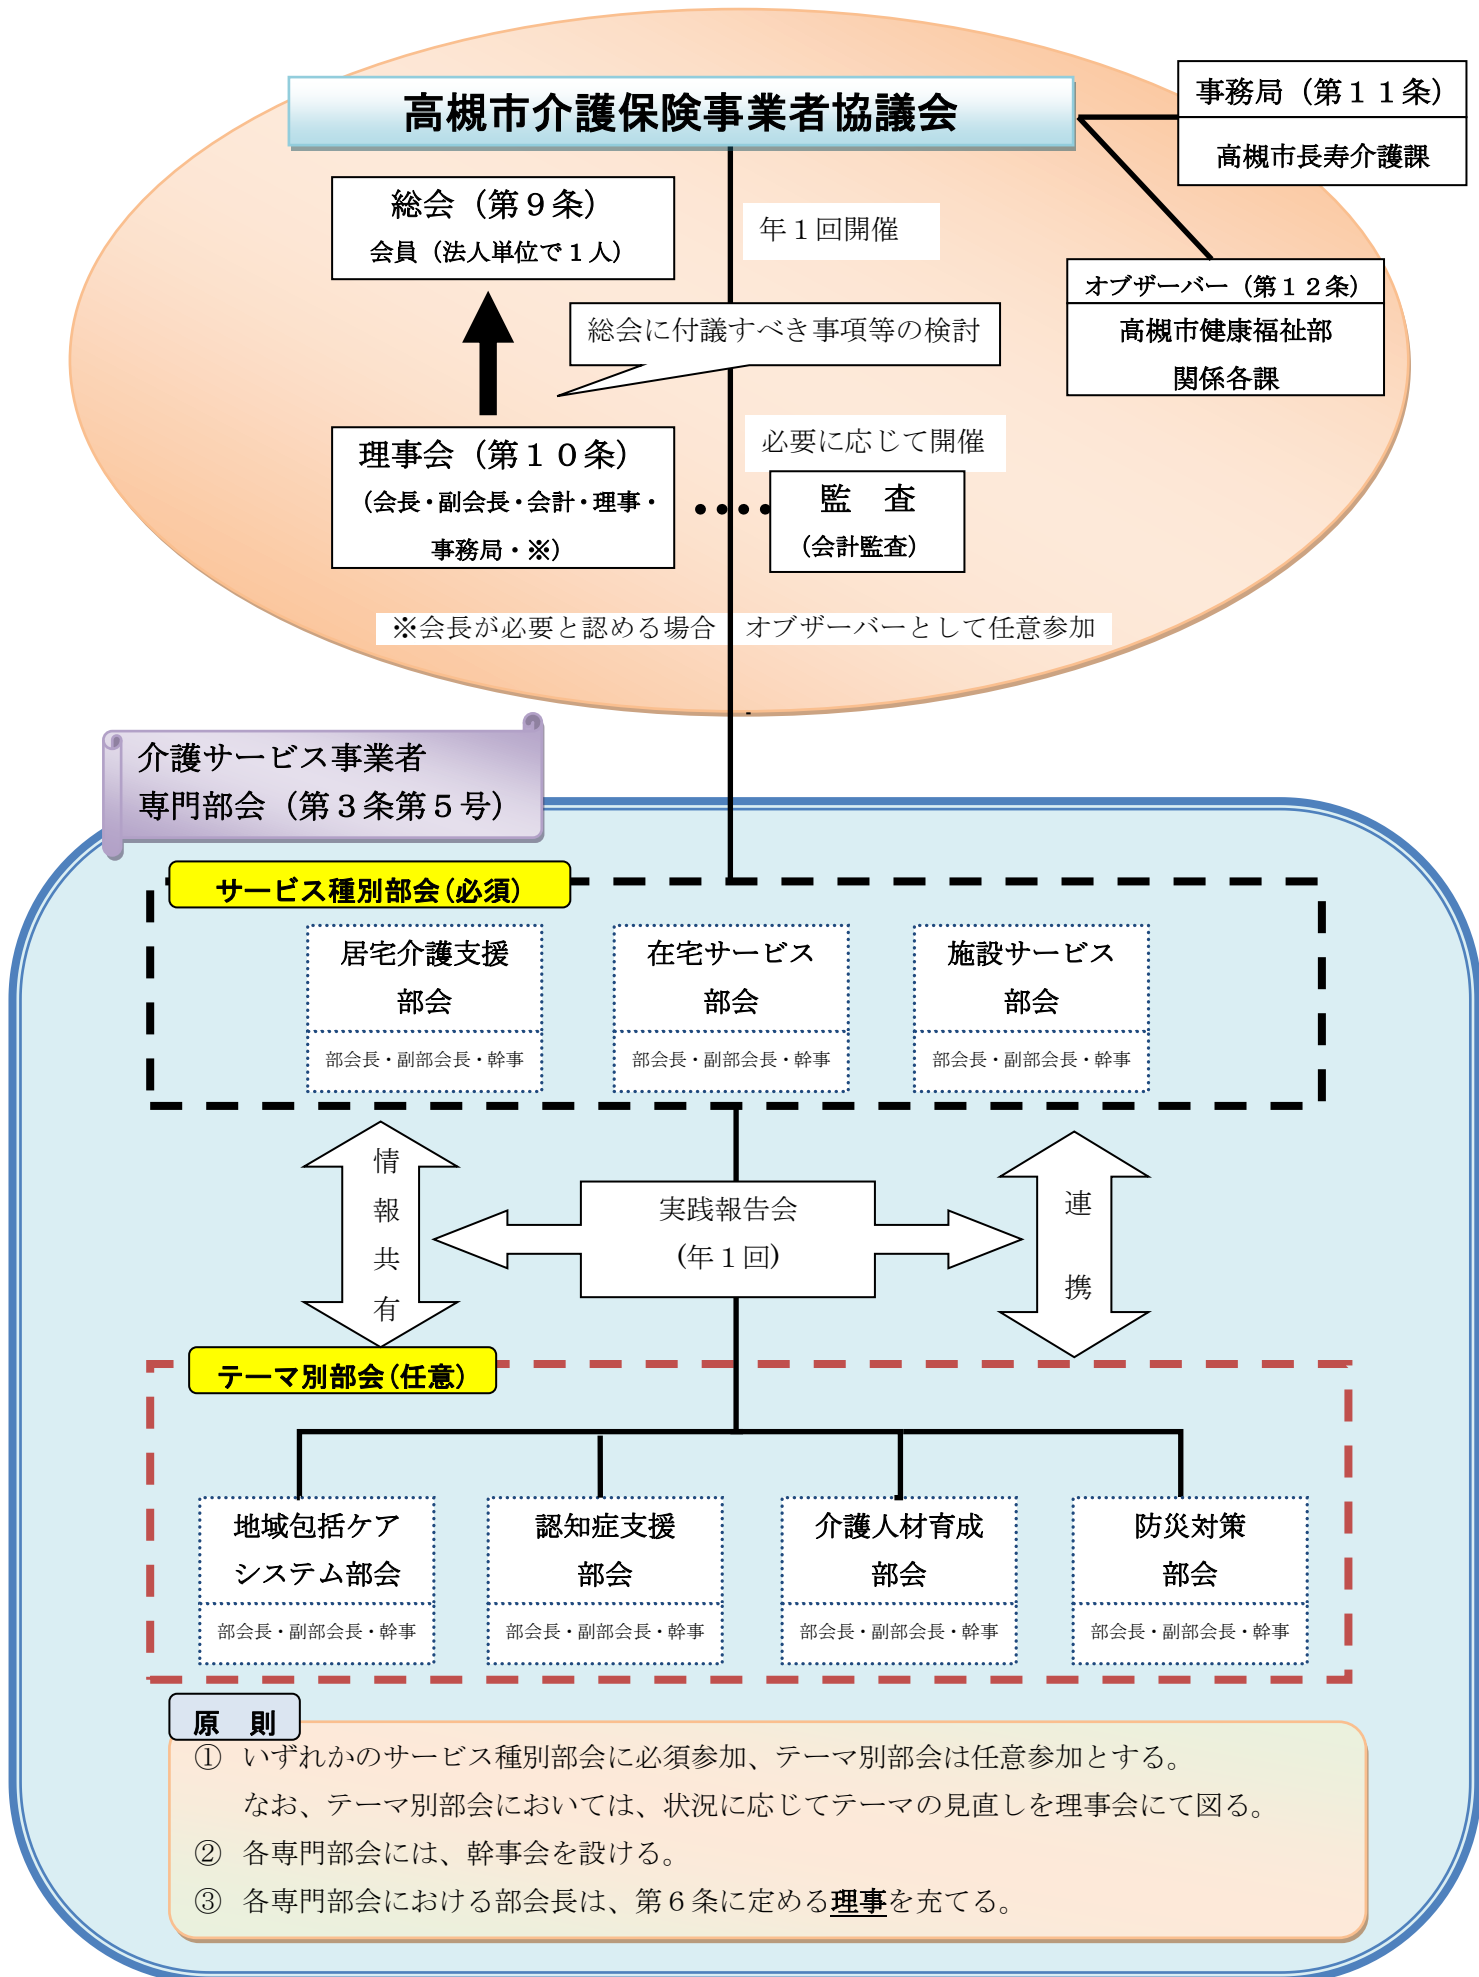 高槻市介護保険事業者協議会
事務局（第１１条）
高槻市長寿介護課
総会（第９条）
会員（法人単位で１人）
年１回開催
オブザーバー（第１２条）
高槻市健康福祉部
関係各課
総会に付議すべき事項等の検討
理事会（第１０条）
（会長・副会長・会計・理事・
事務局・※）
必要に応じて開催
監　査
（会計監査）
※会長が必要と認める場合　オブザーバーとして任意参加
介護サービス事業者
専門部会（第３条第５号）
サービス種別部会(必須)
居宅介護支援
部会
部会長・副部会長・幹事
在宅サービス
部会
部会長・副部会長・幹事
施設サービス
部会
部会長・副部会長・幹事
情報共有
実践報告会
(年１回)
連携
テーマ別部会(任意)
地域包括ケア
システム部会
部会長・副部会長・幹事
認知症支援
部会
部会長・副部会長・幹事
介護人材育成
部会
部会長・副部会長・幹事
防災対策
部会
部会長・副部会長・幹事
原　則
①　いずれかのサービス種別部会に必須参加、テーマ別部会は任意参加とする。
なお、テーマ別部会においては、状況に応じてテーマの見直しを理事会にて図る。
②　各専門部会には、幹事会を設ける。
③　各専門部会における部会長は、第６条に定める理事を充てる。